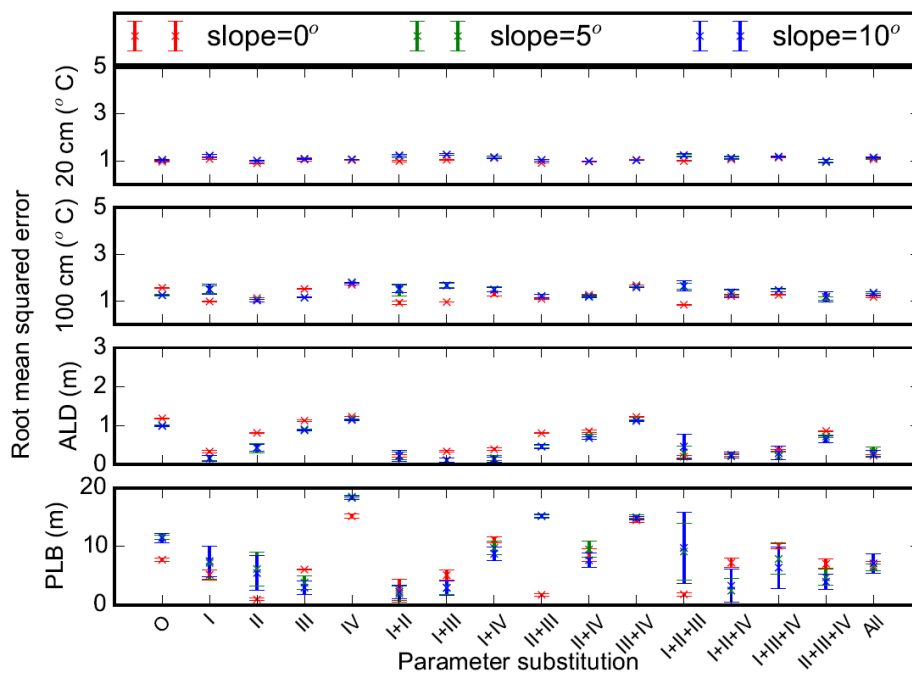 slope=0° slope=5° slope=10°
Root mean squared error
20 cm (° C)
5
3
1
100 cm (° C)
5
3
1
ALD (m)
3
2
1
0
PLB (m)
20
10
0
O I II III IV I+II I+III I+IV II+III II+IV III+IV I+II+III I+II+IV I+III+IV II+III+IV All
Parameter substitution